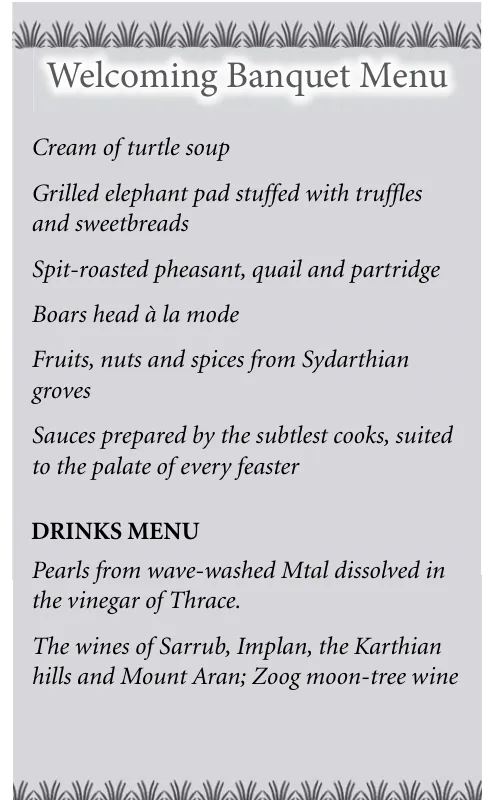 Welcoming Banquet Menu
Cream of turtle soup
Grilled elephant pad stuffed with truffles
and sweetbreads
Spit-roasted pheasant, quail and partridge
Boars head à la mode
Fruits, nuts and spices from Sydarthian
groves
Sauces prepared by the subtlest cooks, suited
to the palate of every feaster
DRINKS MENU
Pearls from wave-washed Mtal dissolved in
the vinegar of Thrace.
The wines of Sarrub, Implan, the Karthian
hills and Mount Aran; Zoog moon-tree wine